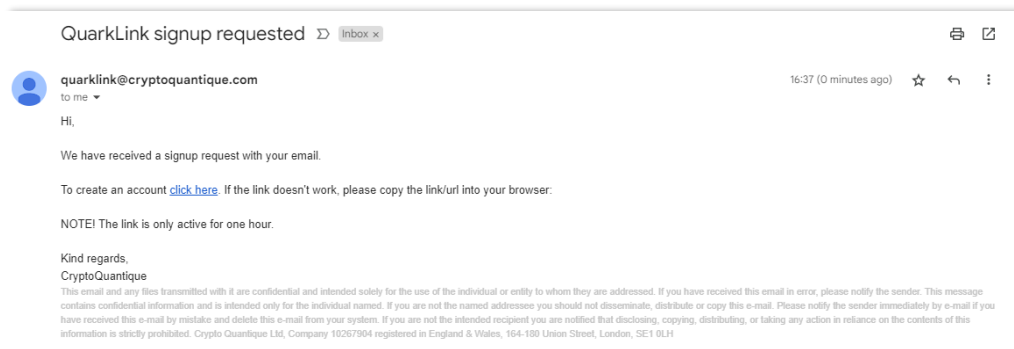 QuarkLink signup requested Inbox ×
quarklink@cryptoquantique.com 16:37 (0 minutes ago)
to me
Hi,
We have received a signup request with your email.
To create an account click here. If the link doesn't work, please copy the link/url into your browser:
NOTE! The link is only active for one hour.
Kind regards,
CryptoQuantique
This email and any files transmitted with it are confidential and intended solely for the use of the individual or entity to whom they are addressed. If you have received this email in error, please notify the sender. This message
contains confidential information and is intended only for the individual named. If you are not the named addressee you should not disseminate, distribute or copy this e-mail. Please notify the sender immediately by e-mail if you
have received this e-mail by mistake and delete this e-mail from your system. If you are not the intended recipient you are notified that disclosing, copying, distributing, or taking any action in reliance on the contents of this
information is strictly prohibited. Crypto Quantique Ltd, Company 10267904 registered in England & Wales, 164-180 Union Street, London, SE1 0LH